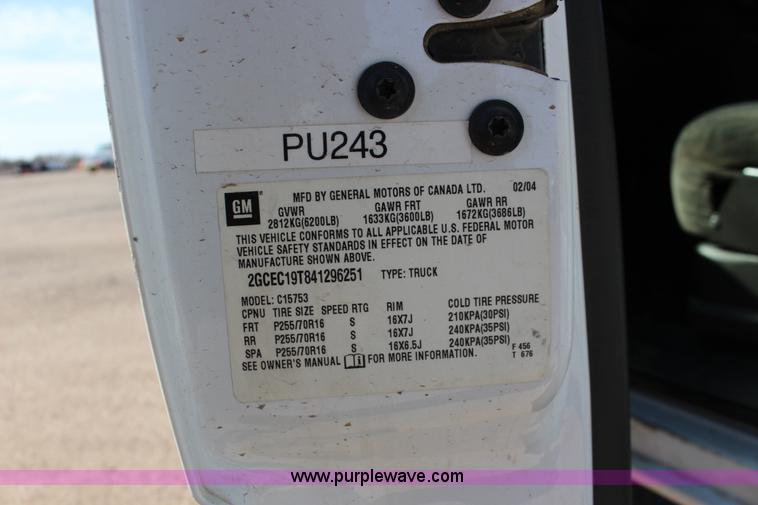 PU243
GM
MFD BY GENERAL MOTORS OF CANADA LTD. 02/04
GVWR GAWR FRT GAWR RR
2812KG(6200LB) 1633KG(3600LB) 1672KG(3686LB)
THIS VEHICLE CONFORMS TO ALL APPLICABLE U.S. FEDERAL MOTOR
VEHICLE SAFETY STANDARDS IN EFFECT ON THE DATE OF
MANUFACTURE SHOWN ABOVE.
2GCEC19T841296251 TYPE: TRUCK
MODEL: C15753
CPNU TIRE SIZE SPEED RTG RIM COLD TIRE PRESSURE
FRT P255/70R16 S 16X7J 210KPA(30PSI)
RR P255/70R16 S 16X7J 240KPA(35PSI)
SPA P255/70R16 S 16X6.5J 240KPA(35PSI)
SEE OWNER'S MANUAL FOR MORE INFORMATION.
F 456
T 676
www.purplewave.com